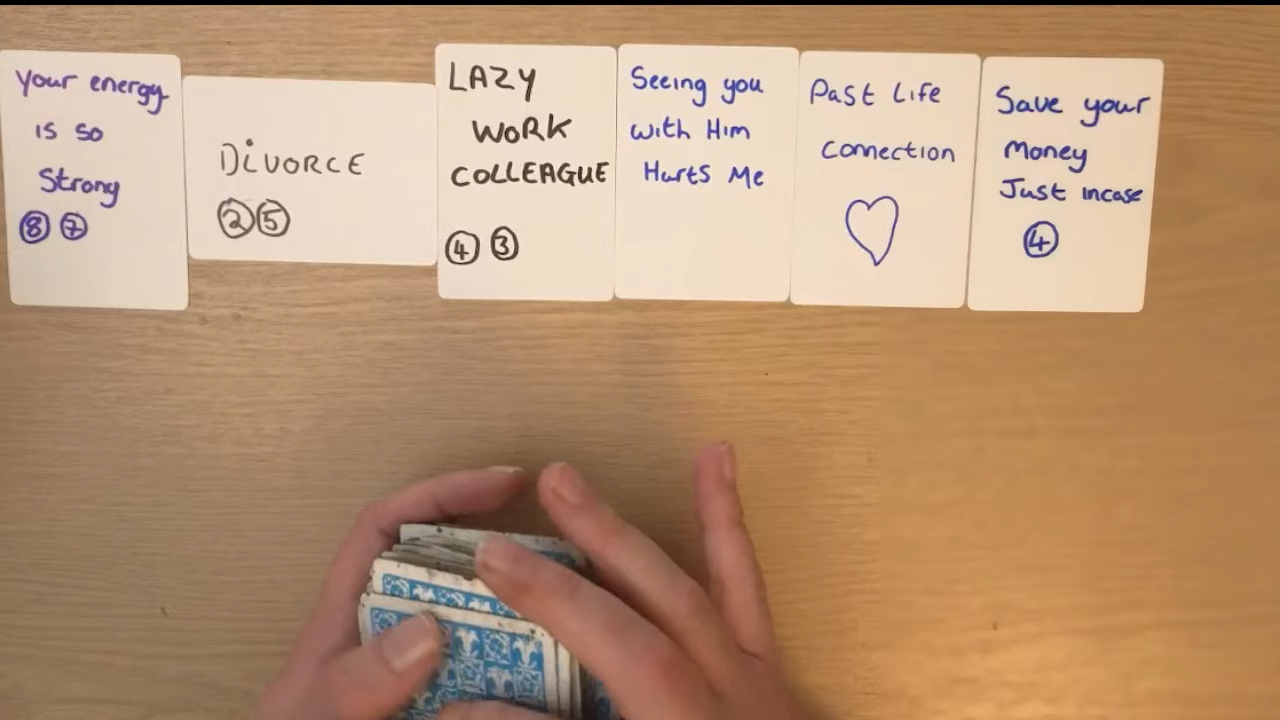 Your energy
is so
Strong
8 7
DiVORCE
2 5
LAZY
WORK
COLLEAGUE
4 3
Seeing you
with Him
Hurts Me
Past Life
Connection
Save your
Money
Just incase
4